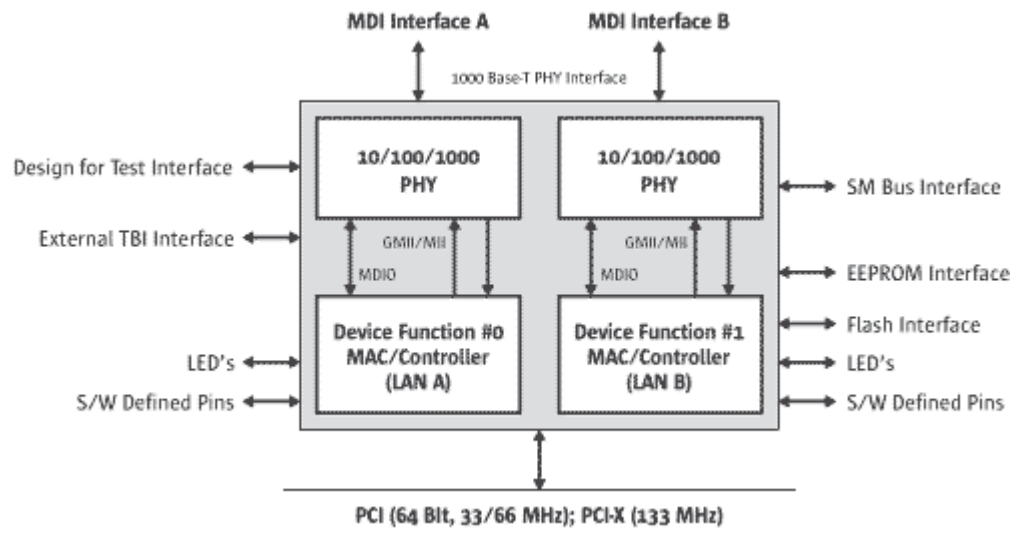 MDI Interface A
MDI Interface B
1000 Base-T PHY Interface
10/100/1000
PHY
10/100/1000
PHY
Design for Test Interface
SM Bus Interface
External TBI Interface
GMII/MII
GMII/MII
MDIO
MDIO
EEPROM Interface
Device Function #0
MAC/Controller
(LAN A)
Device Function #1
MAC/Controller
(LAN B)
Flash Interface
LED's
LED's
S/W Defined Pins
S/W Defined Pins
PCI (64 Bit, 33/66 MHz); PCI-X (133 MHz)